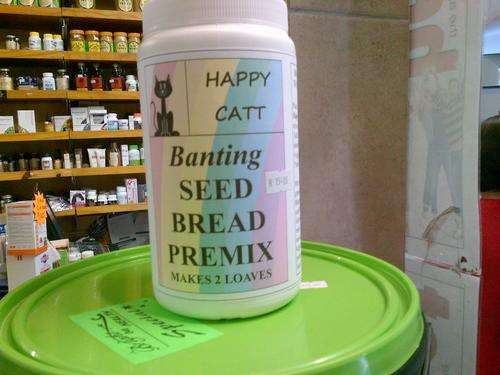 HAPPY
CATT
Banting
SEED
BREAD
PREMIX
MAKES 2 LOAVES